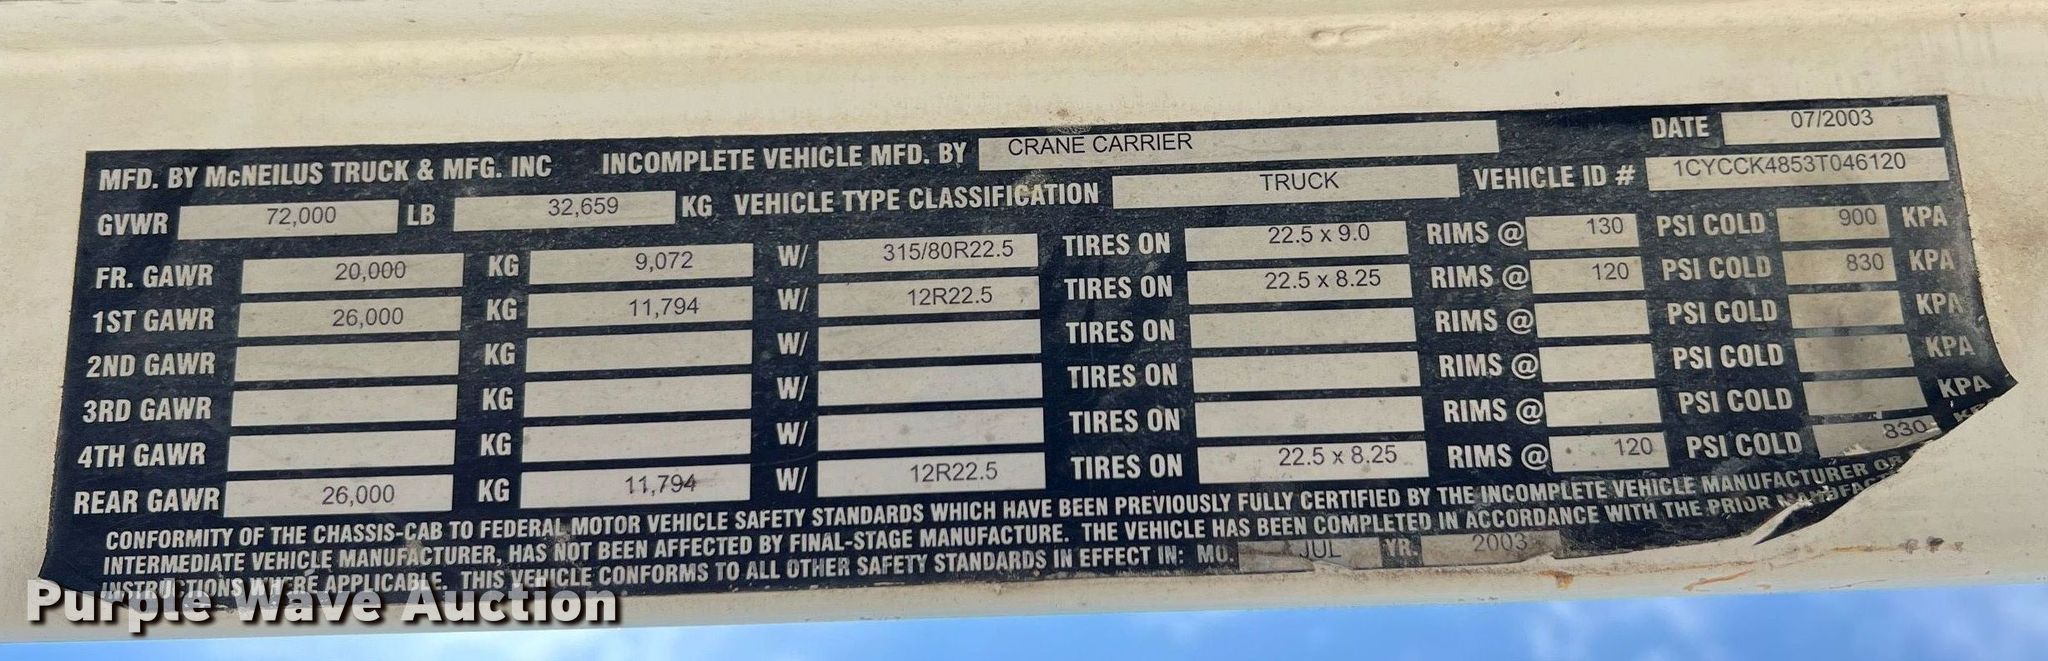 MFD. BY McNEILUS TRUCK & MFG. INC INCOMPLETE VEHICLE MFD. BY CRANE CARRIER DATE 07/2003
GVWR 72,000 LB 32,659 KG VEHICLE TYPE CLASSIFICATION TRUCK VEHICLE ID # 1CYCCK4853T046120
FR. GAWR 20,000 KG 9,072 W/ 315/80R22.5 TIRES ON 22.5 x 9.0 RIMS @ 130 PSI COLD 900 KPA
1ST GAWR 26,000 KG 11,794 W/ 12R22.5 TIRES ON 22.5 x 8.25 RIMS @ 120 PSI COLD 830 KPA
2ND GAWR KG W/ TIRES ON RIMS @ PSI COLD KPA
3RD GAWR KG W/ TIRES ON RIMS @ PSI COLD KPA
4TH GAWR KG W/ TIRES ON RIMS @ PSI COLD KPA
REAR GAWR 26,000 KG 11,794 W/ 12R22.5 TIRES ON 22.5 x 8.25 RIMS @ 120 PSI COLD 830
CONFORMITY OF THE CHASSIS-CAB TO FEDERAL MOTOR VEHICLE SAFETY STANDARDS WHICH HAVE BEEN PREVIOUSLY FULLY CERTIFIED BY THE INCOMPLETE VEHICLE MANUFACTURER OR
INTERMEDIATE VEHICLE MANUFACTURER, HAS NOT BEEN AFFECTED BY FINAL-STAGE MANUFACTURE. THE VEHICLE HAS BEEN COMPLETED IN ACCORDANCE WITH THE PRIOR
INSTRUCTIONS WHERE APPLICABLE. THIS VEHICLE CONFORMS TO ALL OTHER SAFETY STANDARDS IN EFFECT IN: MO. JUL YR. 2003
Purple Wave Auction